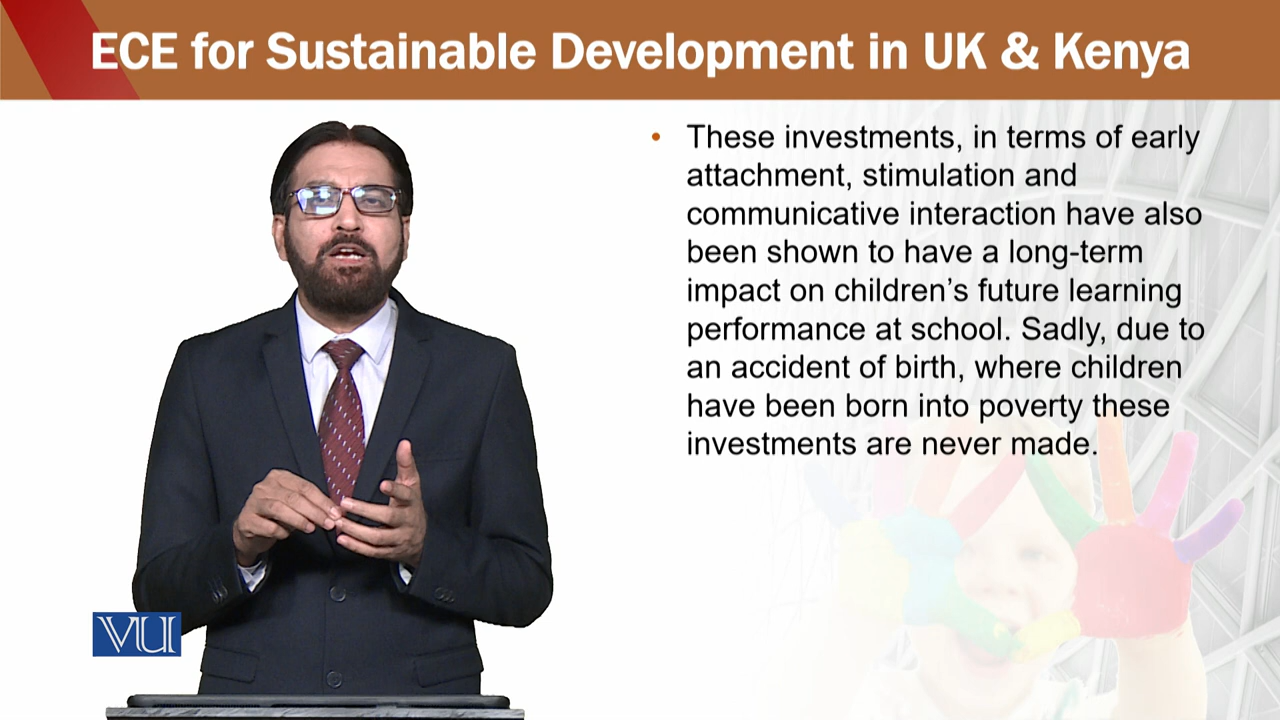 ECE for Sustainable Development in UK & Kenya
• These investments, in terms of early
attachment, stimulation and
communicative interaction have also
been shown to have a long-term
impact on children’s future learning
performance at school. Sadly, due to
an accident of birth, where children
have been born into poverty these
investments are never made.
VU